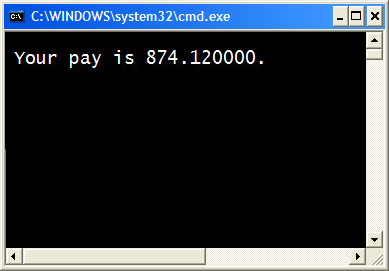 C:\WINDOWS\system32\cmd.exe
Your pay is 874.120000.